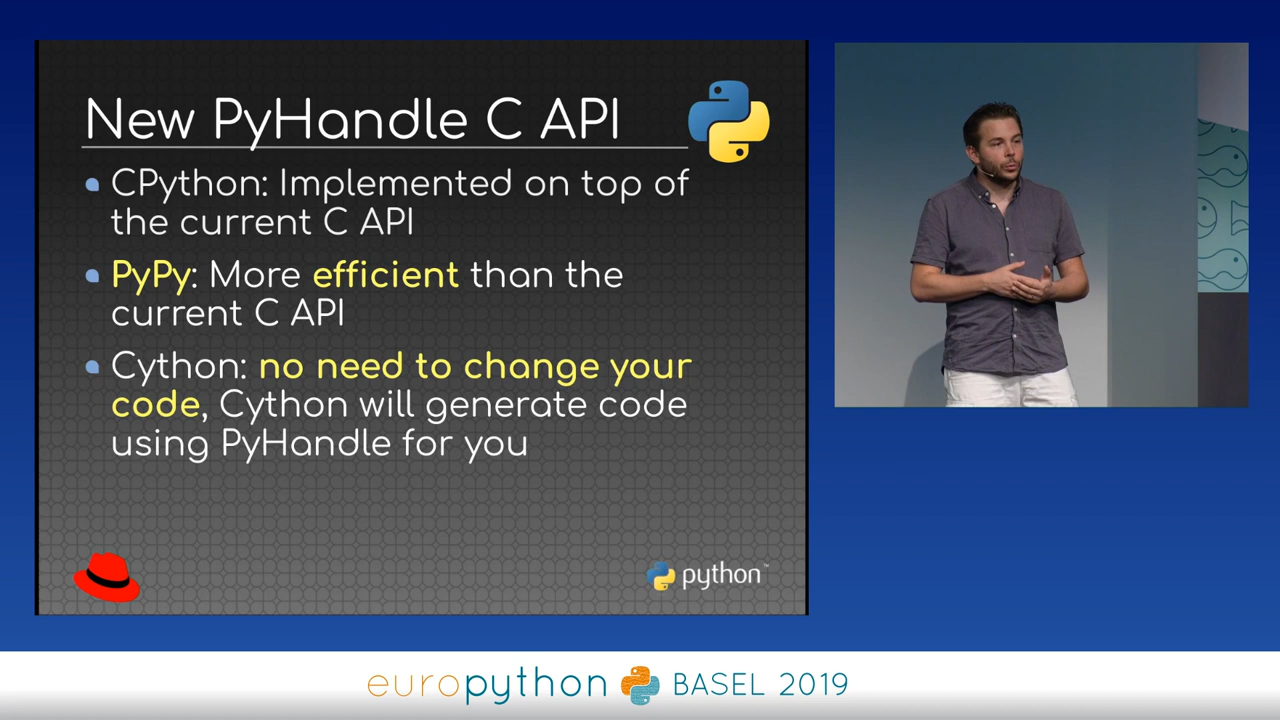 New PyHandle C API
CPython: Implemented on top of
the current C API
PyPy: More efficient than the
current C API
Cython: no need to change your
code, Cython will generate code
using PyHandle for you
python™
europython BASEL 2019